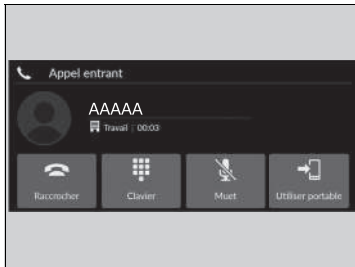 Appel entrant
AAAAA
Travail | 00:03
Raccrocher
Clavier
Muet
Utiliser portable